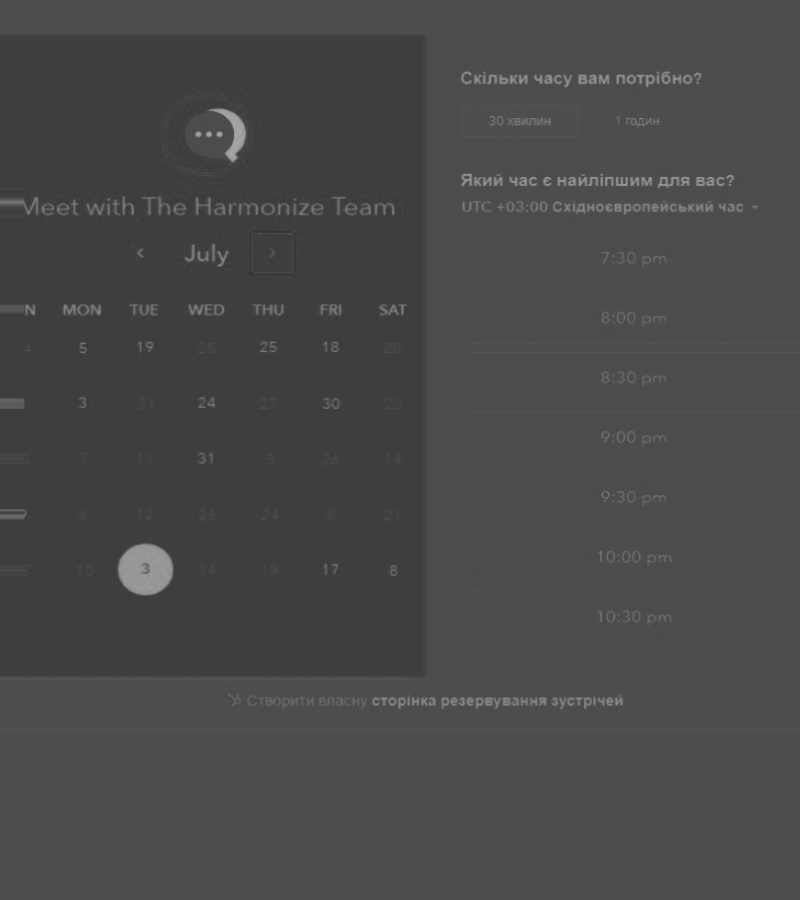 Meet with The Harmonize Team
July
N MON TUE WED THU FRI SAT
4 5 19 25 25 18 28
3 31 24 27 30 22
7 11 31 3 26 14
6 12 26 24 8 21
10 3 14 19 17 8
Скільки часу вам потрібно?
30 хвилин 1 годин
Який час є найліпшим для вас?
UTC +03:00 Східноєвропейський час
7:30 pm
8:00 pm
8:30 pm
9:00 pm
9:30 pm
10:00 pm
10:30 pm
Створити власну сторінка резервування зустрічей